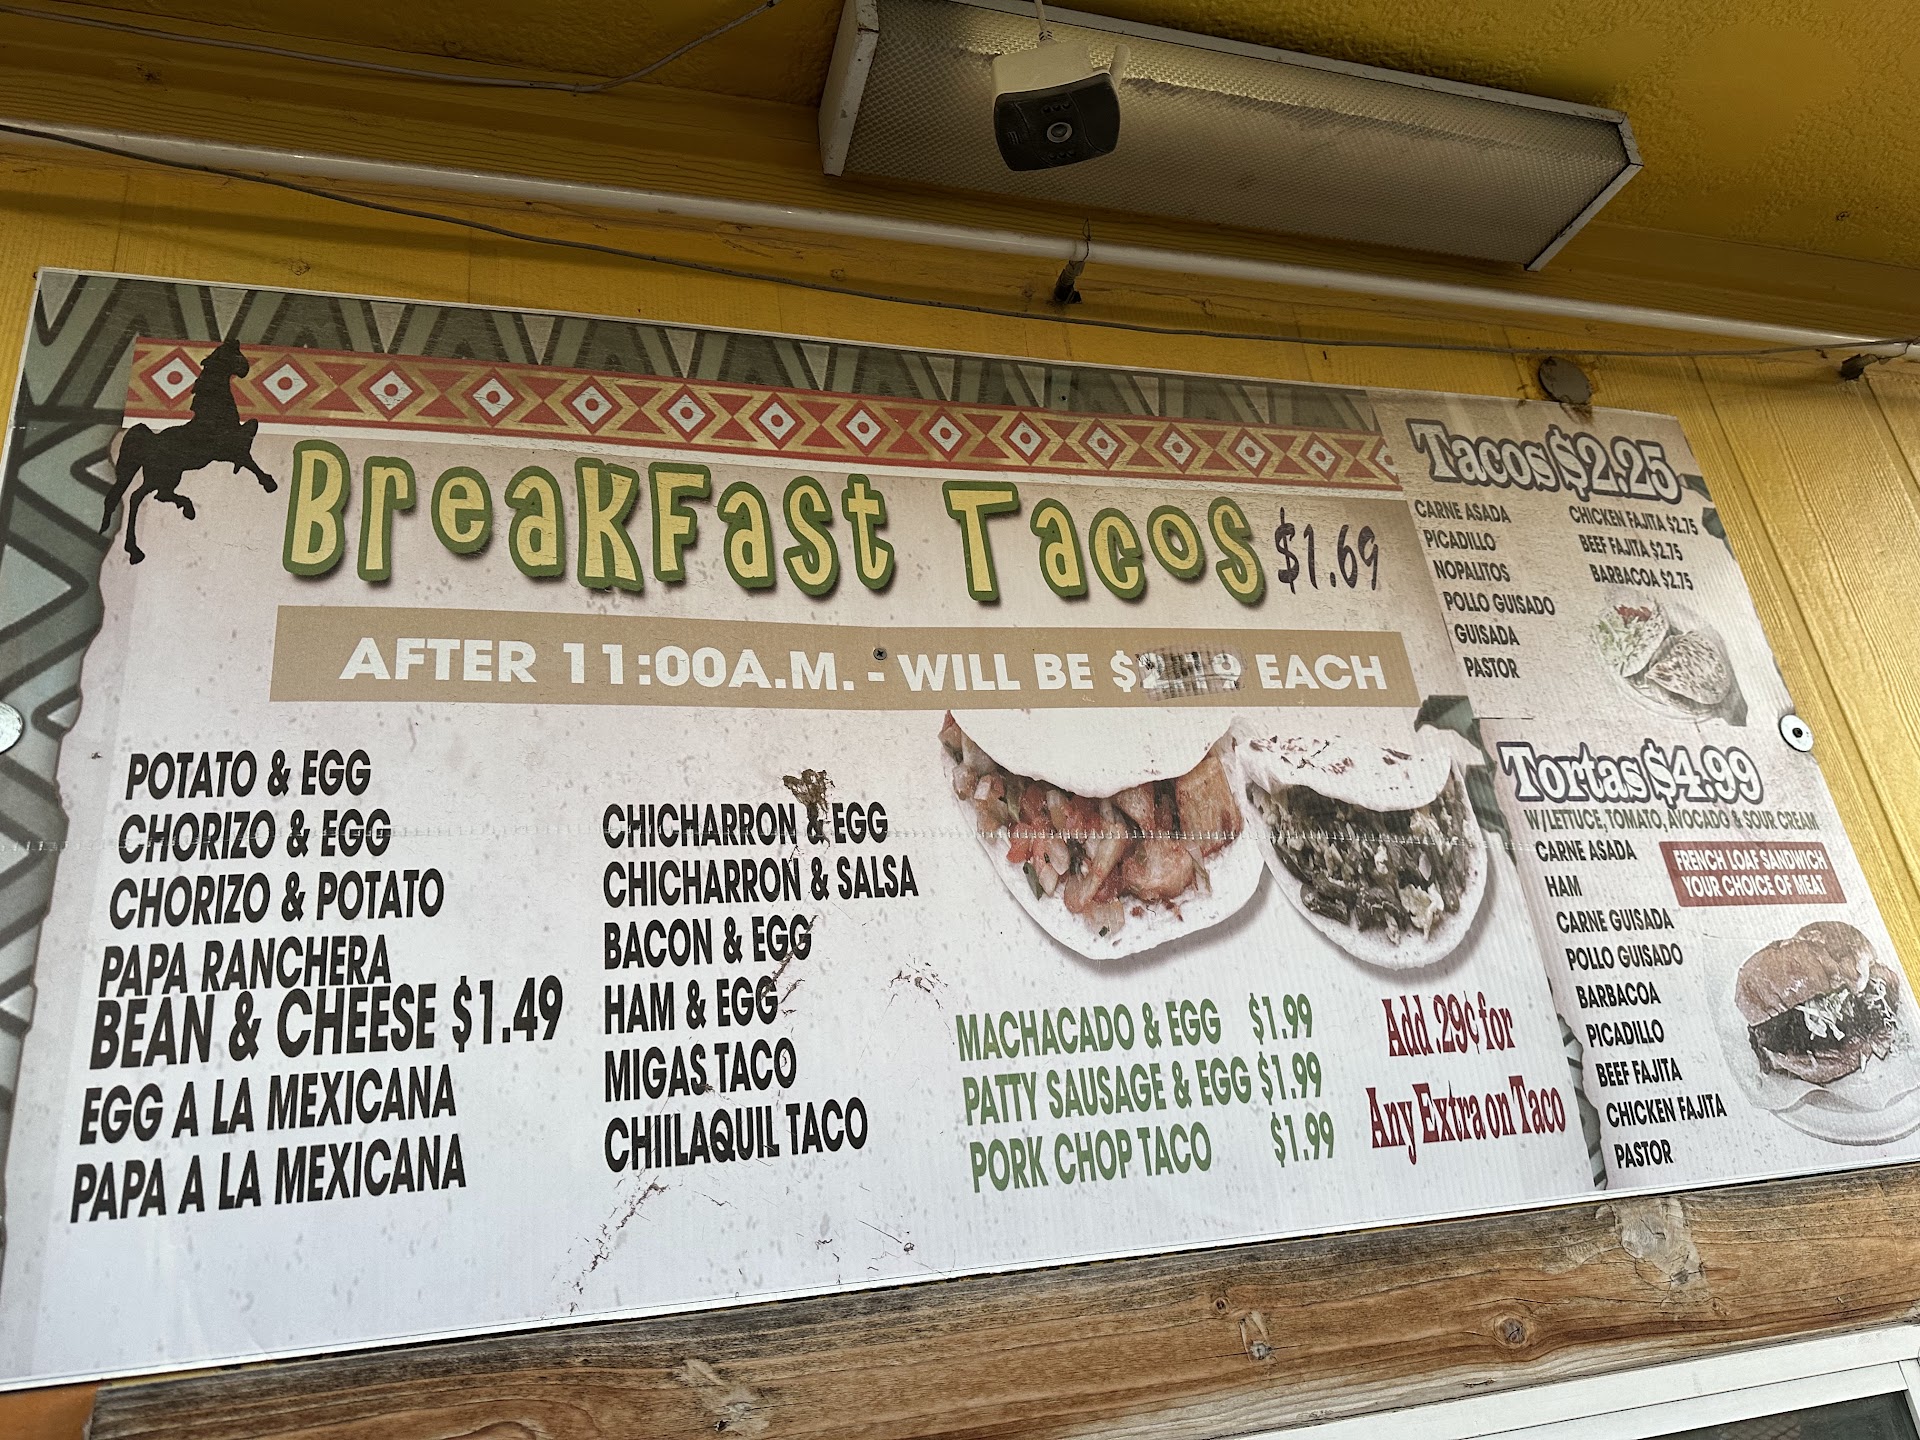 BreakFast Tacos $1.69
AFTER 11:00A.M. - WILL BE EACH
POTATO & EGG
CHORIZO & EGG
CHORIZO & POTATO
PAPA RANCHERA
BEAN & CHEESE $1.49
EGG A LA MEXICANA
PAPA A LA MEXICANA
CHICHARRON & EGG
CHICHARRON & SALSA
BACON & EGG
HAM & EGG
MIGAS TACO
CHIILAQUIL TACO
MACHACADO & EGG $1.99
PATTY SAUSAGE & EGG $1.99
PORK CHOP TACO $1.99
Add .29¢ for
Any Extra on Taco
Tacos $2.25
CARNE ASADA
PICADILLO
NOPALITOS
POLLO GUISADO
GUISADA
PASTOR
CHICKEN FAJITA $2.75
BEEF FAJITA $2.75
BARBACOA $2.75
Tortas $4.99
W/LETTUCE, TOMATO, AVOCADO & SOUR CREAM
CARNE ASADA
HAM
CARNE GUISADA
POLLO GUISADO
BARBACOA
PICADILLO
BEEF FAJITA
CHICKEN FAJITA
PASTOR
FRENCH LOAF SANDWICH
YOUR CHOICE OF MEAT